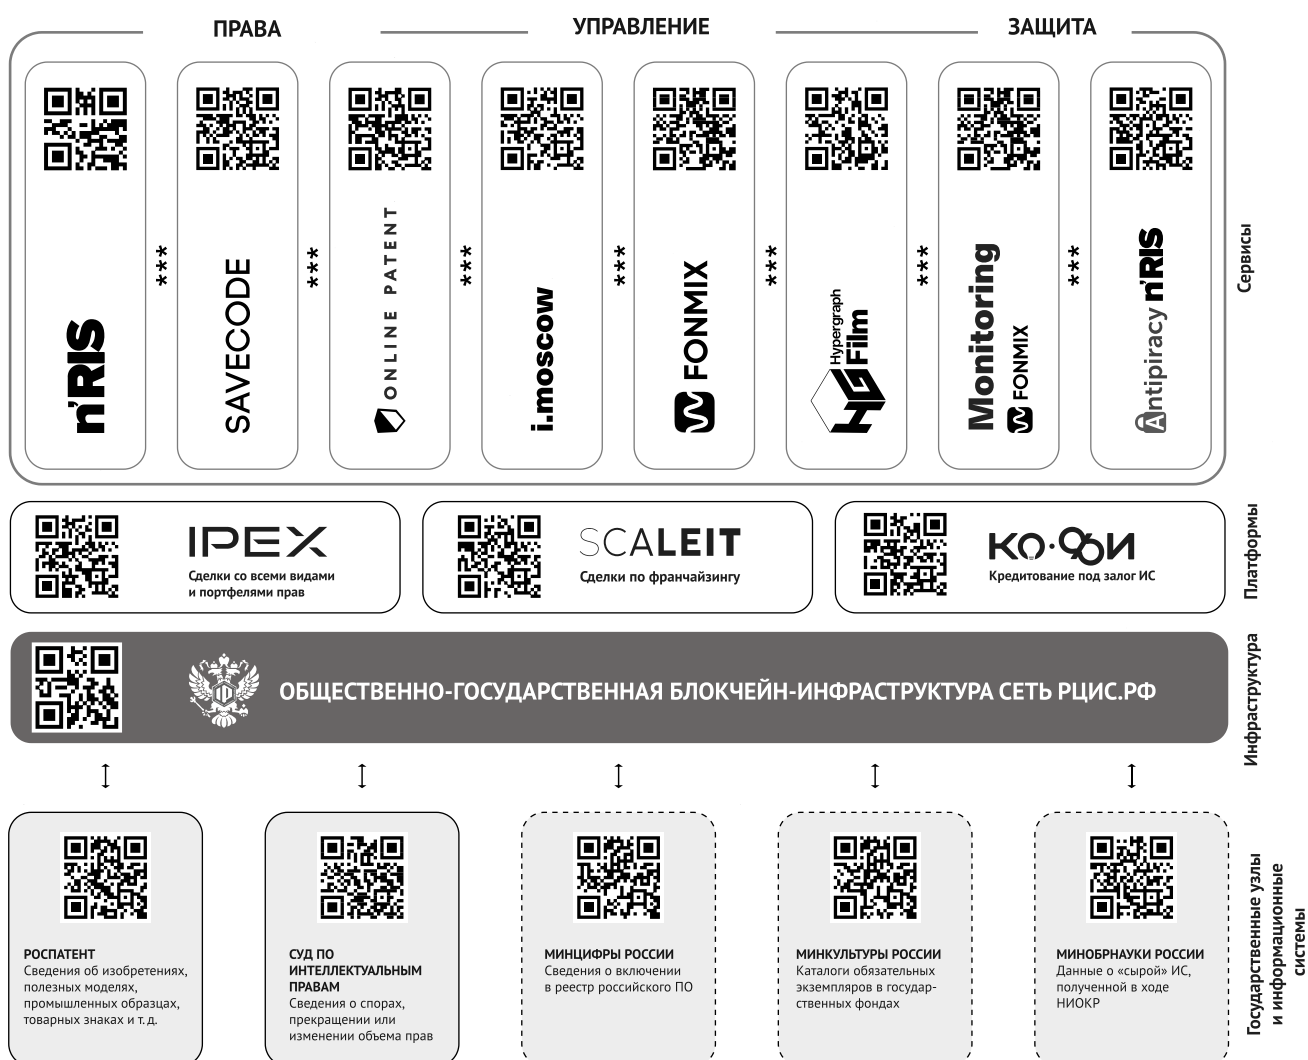 ПРАВА
УПРАВЛЕНИЕ
ЗАЩИТА
n'RIS
***
SAVECODE
***
ONLINE PATENT
***
i.moscow
***
FONMIX
***
HG
Hypergraph
Film
***
Monitoring
FONMIX
***
Antipiracy n'RIS
Сервисы
IPEX
Сделки со всеми видами
и портфелями прав
SCALEIT
Сделки по франчайзингу
КО·ФИ
Кредитование под залог ИС
Платформы
ОБЩЕСТВЕННО-ГОСУДАРСТВЕННАЯ БЛОКЧЕЙН-ИНФРАСТРУКТУРА СЕТЬ РЦИС.РФ
Инфраструктура
РОСПАТЕНТ
Сведения об изобретениях,
полезных моделях,
промышленных образцах,
товарных знаках и т. д.
СУД ПО
ИНТЕЛЛЕКТУАЛЬНЫМ
ПРАВАМ
Сведения о спорах,
прекращении или
изменении объема прав
МИНЦИФРЫ РОССИИ
Сведения о включении
в реестр российского ПО
МИНКУЛЬТУРЫ РОССИИ
Каталоги обязательных
экземпляров в государ-
ственных фондах
МИНОБРНАУКИ РОССИИ
Данные о «сырой» ИС,
полученной в ходе
НИОКР
Государственные узлы
и информационные
системы